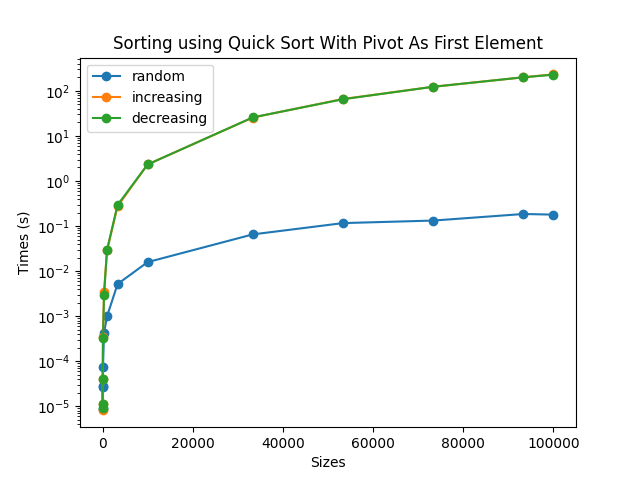 Sorting using Quick Sort With Pivot As First Element
random
increasing
decreasing
10²
10¹
10⁰
10⁻¹
10⁻²
10⁻³
10⁻⁴
10⁻⁵
Times (s)
0 20000 40000 60000 80000 100000
Sizes